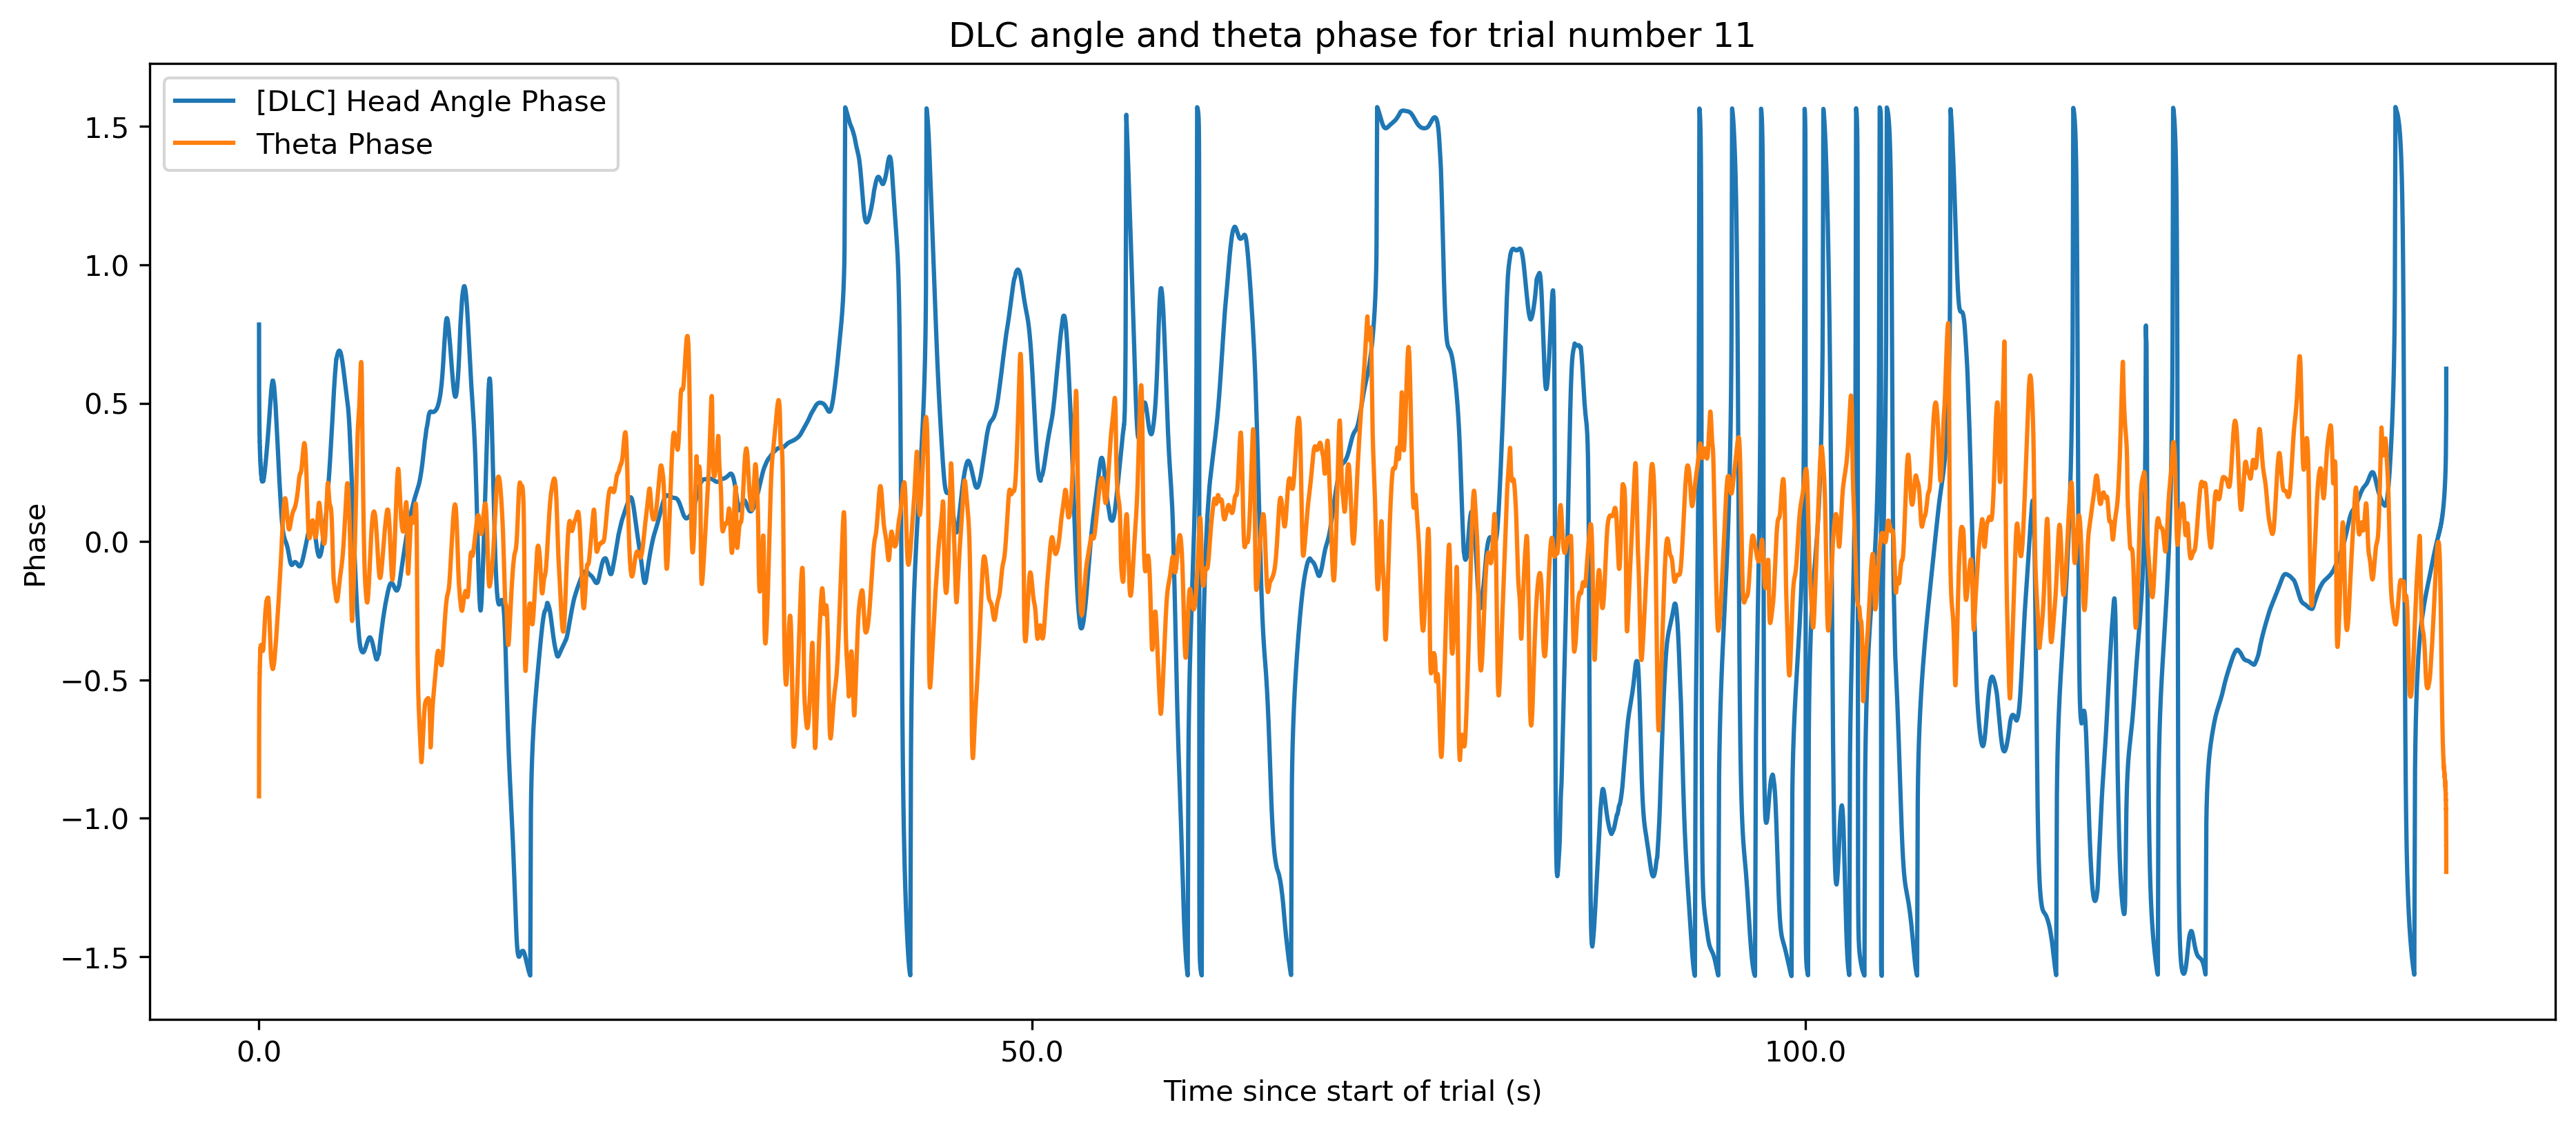 DLC angle and theta phase for trial number 11
[DLC] Head Angle Phase
Theta Phase
1.5
1.0
0.5
0.0
−0.5
−1.0
−1.5
Phase
0.0 50.0 100.0
Time since start of trial (s)